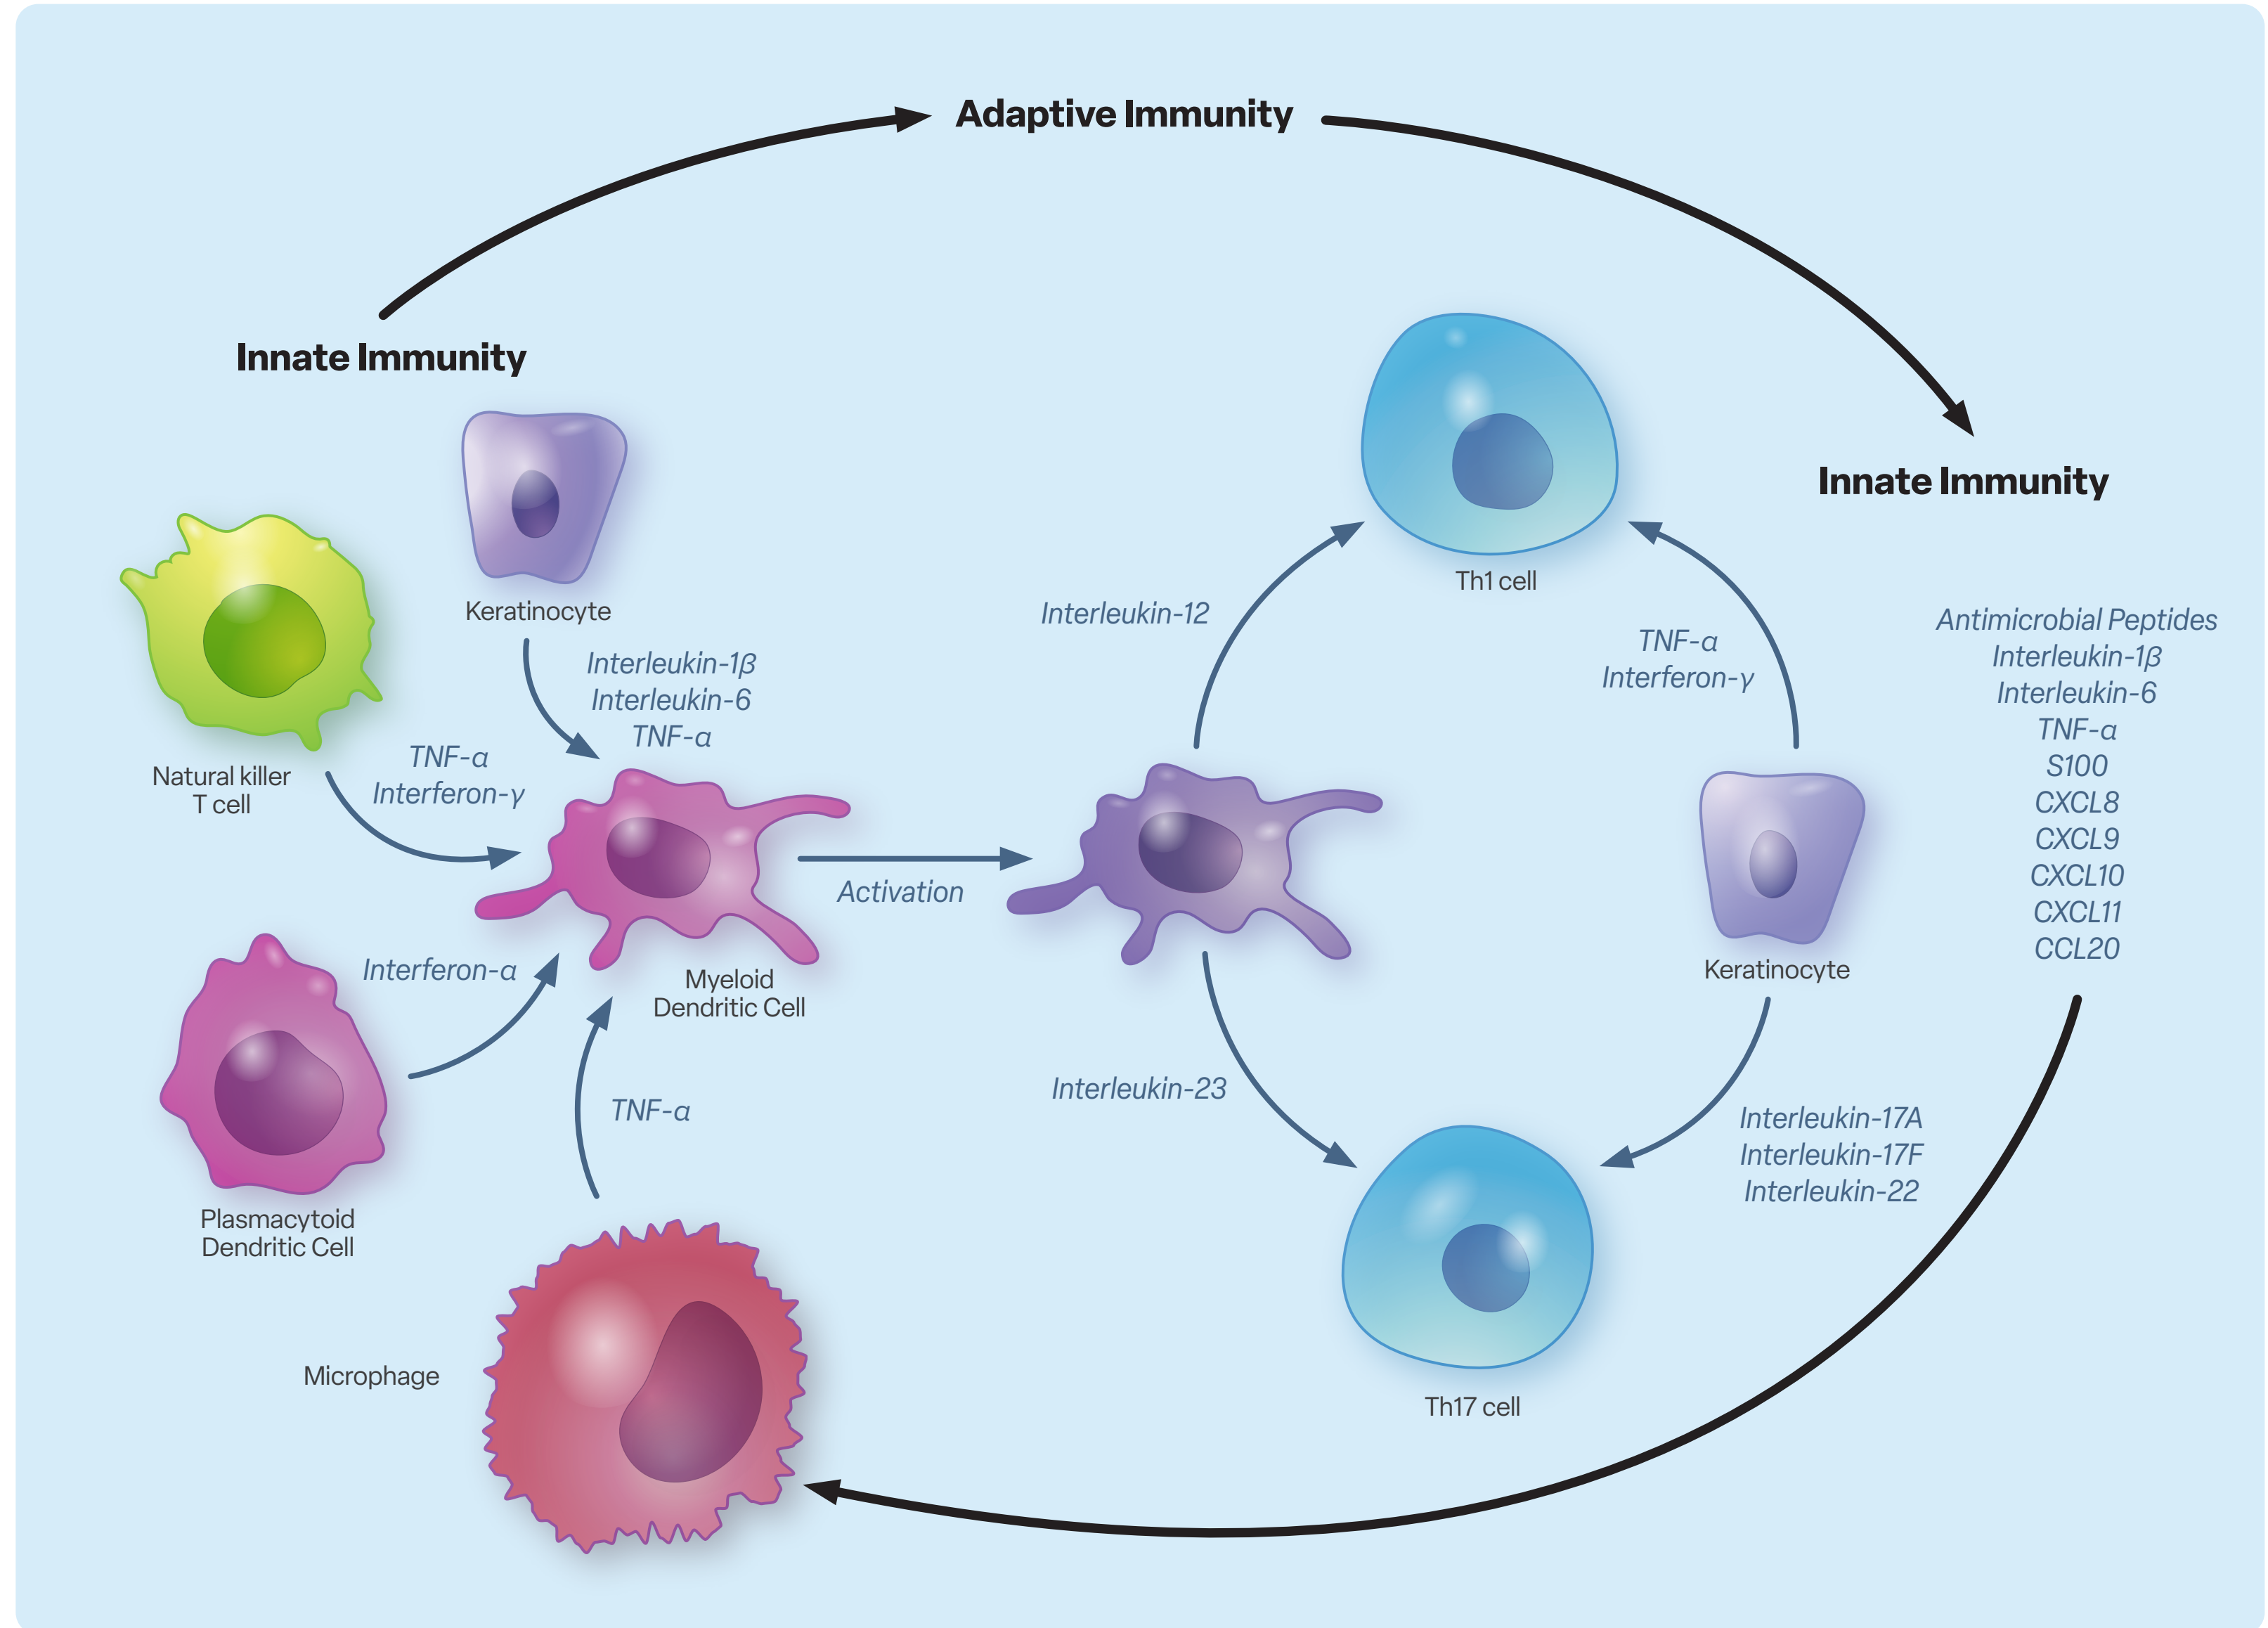 Adaptive Immunity
Innate Immunity
Keratinocyte
Interleukin-1β
Interleukin-6
TNF-α
Natural killer
T cell
TNF-α
Interferon-γ
Interferon-α
Plasmacytoid
Dendritic Cell
TNF-α
Microphage
Myeloid
Dendritic Cell
Activation
Interleukin-12
Th1 cell
TNF-α
Interferon-γ
Interleukin-23
Th17 cell
Keratinocyte
Interleukin-17A
Interleukin-17F
Interleukin-22
Innate Immunity
Antimicrobial Peptides
Interleukin-1β
Interleukin-6
TNF-α
S100
CXCL8
CXCL9
CXCL10
CXCL11
CCL20